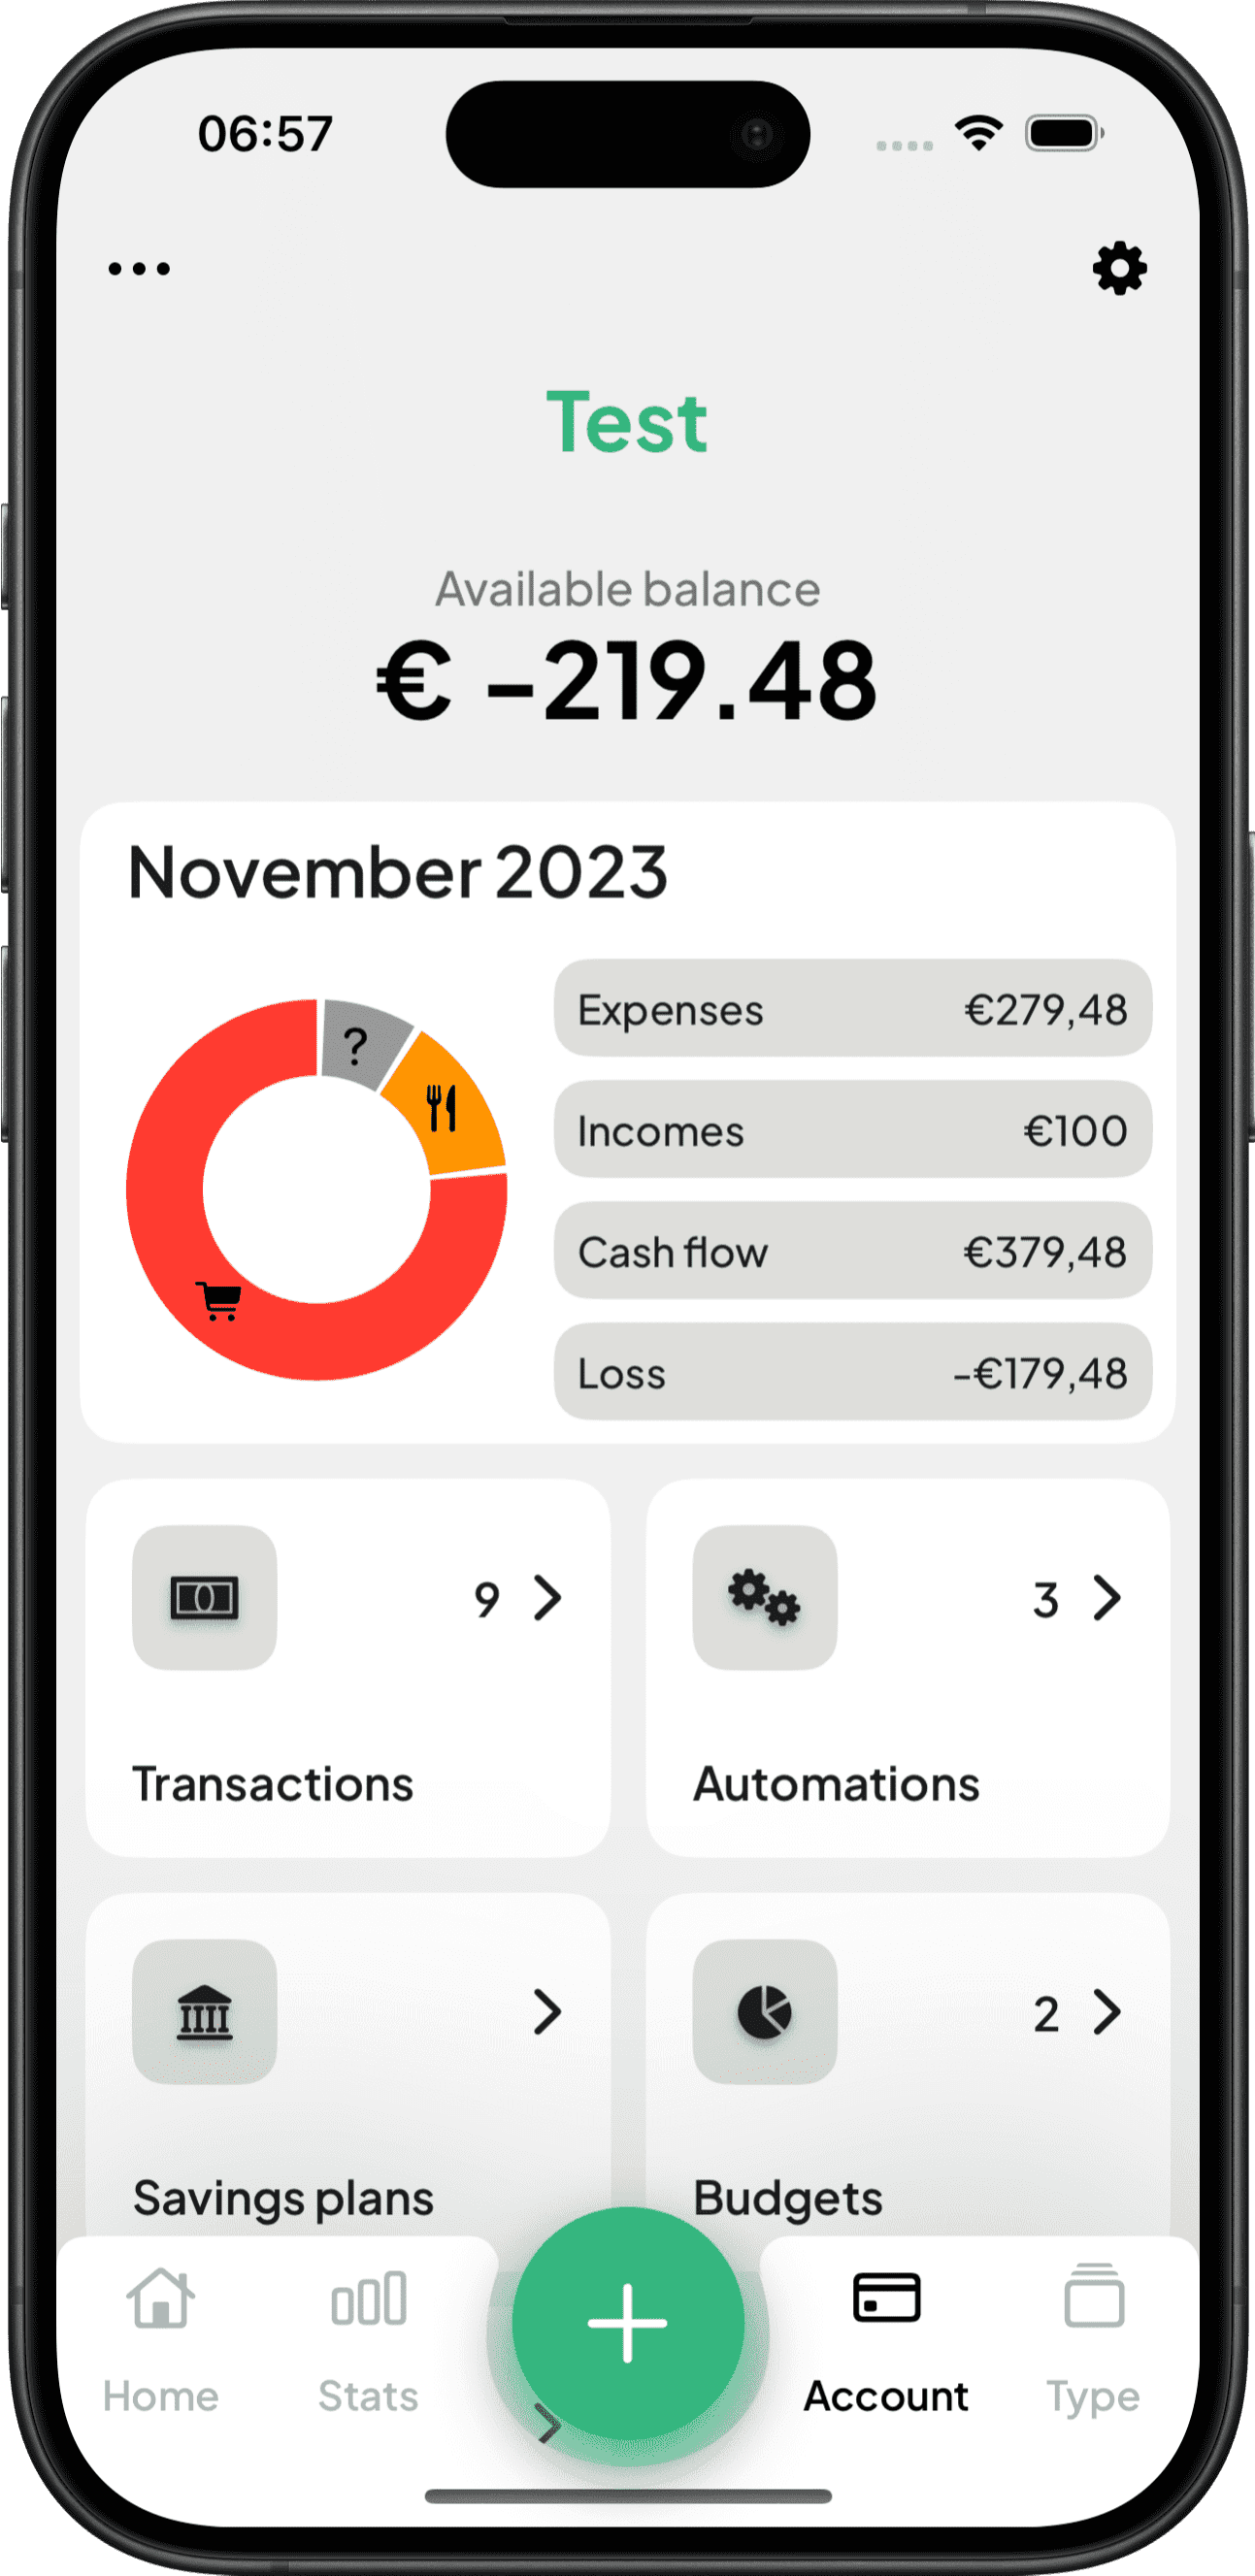 06:57
Test
Available balance
€ -219.48
November 2023
?
Expenses €279,48
Incomes €100
Cash flow €379,48
Loss -€179,48
9
3
Transactions
Automations
2
Savings plans
Budgets
Home
Stats
Account
Type